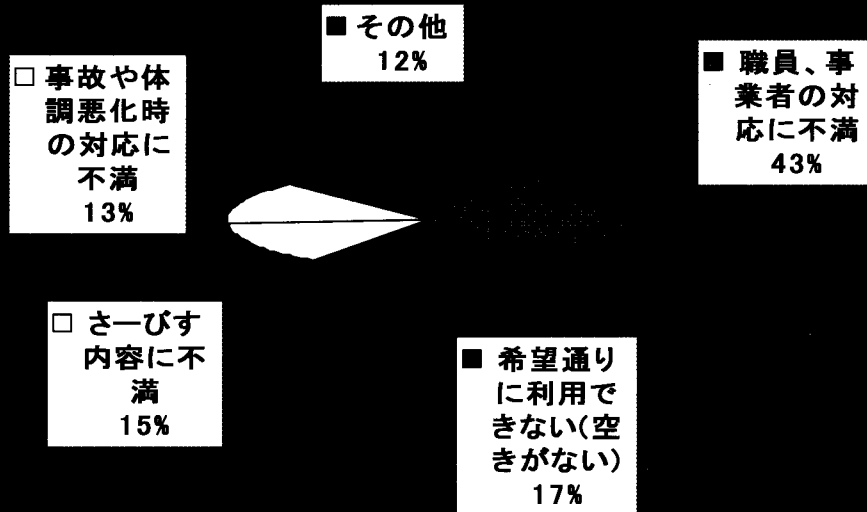 ■ その他
12%
■ 職員、事
業者の対
応に不満
43%
□ 事故や体
調悪化時
の対応に
不満
13%
□ さーびす
内容に不
満
15%
■ 希望通り
に利用で
きない(空
きがない)
17%